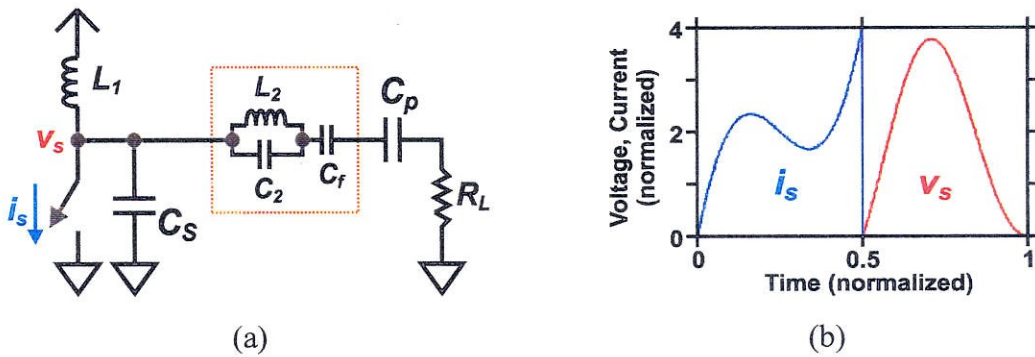 L1
L2
Cp
vs
C2
Cf
is
CS
RL
(a)
Voltage, Current
(normalized)
4
2
0
is
vs
0
0.5
1
Time (normalized)
(b)